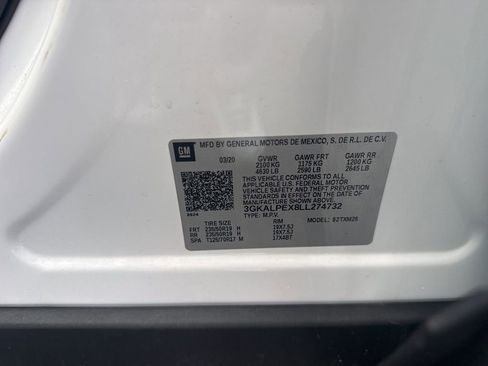 GM
MFD BY GENERAL MOTORS DE MEXICO, S. DE R.L. DE C.V.
03/20 GVWR GAWR FRT GAWR RR
2100 KG 1175 KG 1200 KG
4630 LB 2590 LB 2645 LB
THIS VEHICLE CONFORMS TO ALL
APPLICABLE U.S. FEDERAL MOTOR
VEHICLE SAFETY AND THEFT PREVENTION
STANDARDS IN EFFECT ON THE DATE OF
MANUFACTURE SHOWN ABOVE.
3GKALPEX8LL274732
TYPE: M.P.V.
TIRE SIZE RIM
FRT 235/50R19 H 19X7.5J
RR 235/50R19 H 19X7.5J
SPA T125/70R17 M 17X4BT